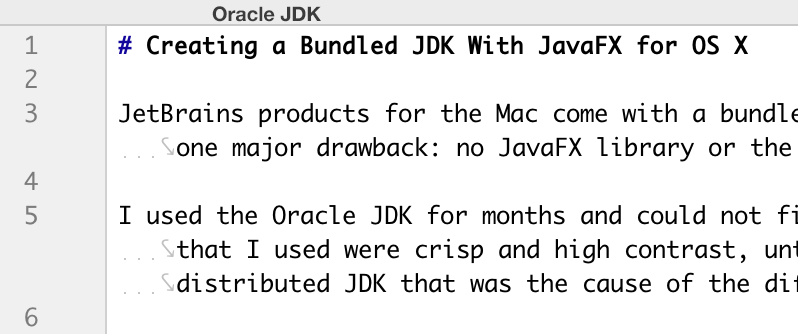 Oracle JDK
1 # Creating a Bundled JDK With JavaFX for OS X
2
3 JetBrains products for the Mac come with a bundle
one major drawback: no JavaFX library or the
4
5 I used the Oracle JDK for months and could not fi
that I used were crisp and high contrast, unt
distributed JDK that was the cause of the dif
6